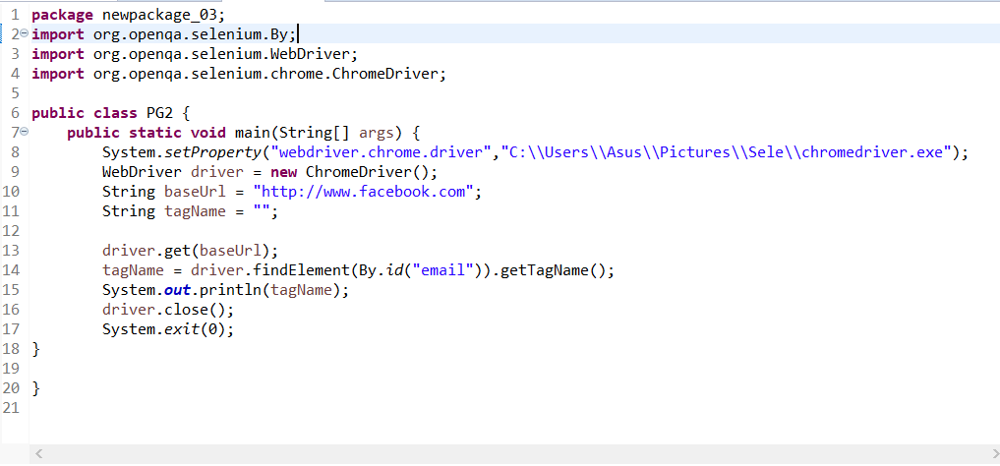 1 package newpackage_03;
2 import org.openqa.selenium.By;
3 import org.openqa.selenium.WebDriver;
4 import org.openqa.selenium.chrome.ChromeDriver;
5
6 public class PG2 {
7     public static void main(String[] args) {
8         System.setProperty("webdriver.chrome.driver","C:\\Users\\Asus\\Pictures\\Sele\\chromedriver.exe");
9         WebDriver driver = new ChromeDriver();
10         String baseUrl = "http://www.facebook.com";
11         String tagName = "";
12
13         driver.get(baseUrl);
14         tagName = driver.findElement(By.id("email")).getTagName();
15         System.out.println(tagName);
16         driver.close();
17         System.exit(0);
18 }
19
20 }
21